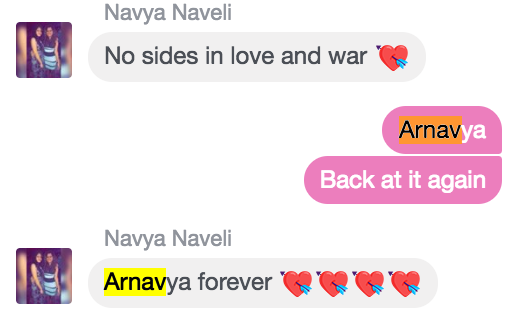 Navya Naveli
No sides in love and war 💘
Arnavya
Back at it again
Navya Naveli
Arnavya forever 💘💘💘💘